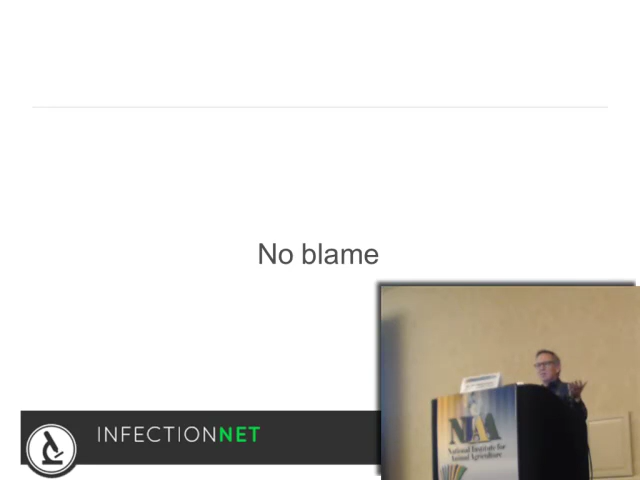 No blame
INFECTIONNET
NIAA
National Institute for
Animal Agriculture